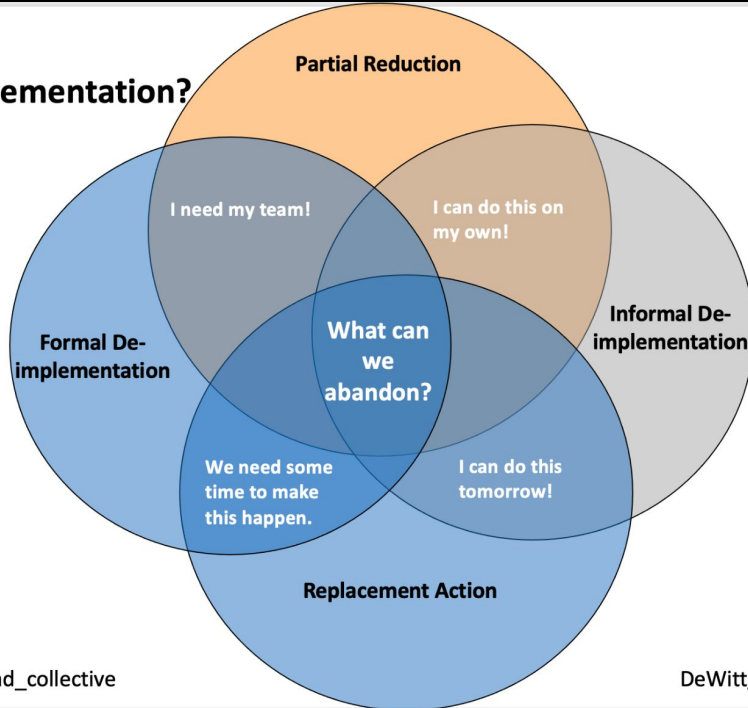 Partial Reduction
ementation?
I need my team!
I can do this on
my own!
Formal De-
implementation
What can
we
abandon?
Informal De-
implementation
We need some
time to make
this happen.
I can do this
tomorrow!
Replacement Action
d_collective
DeWitt